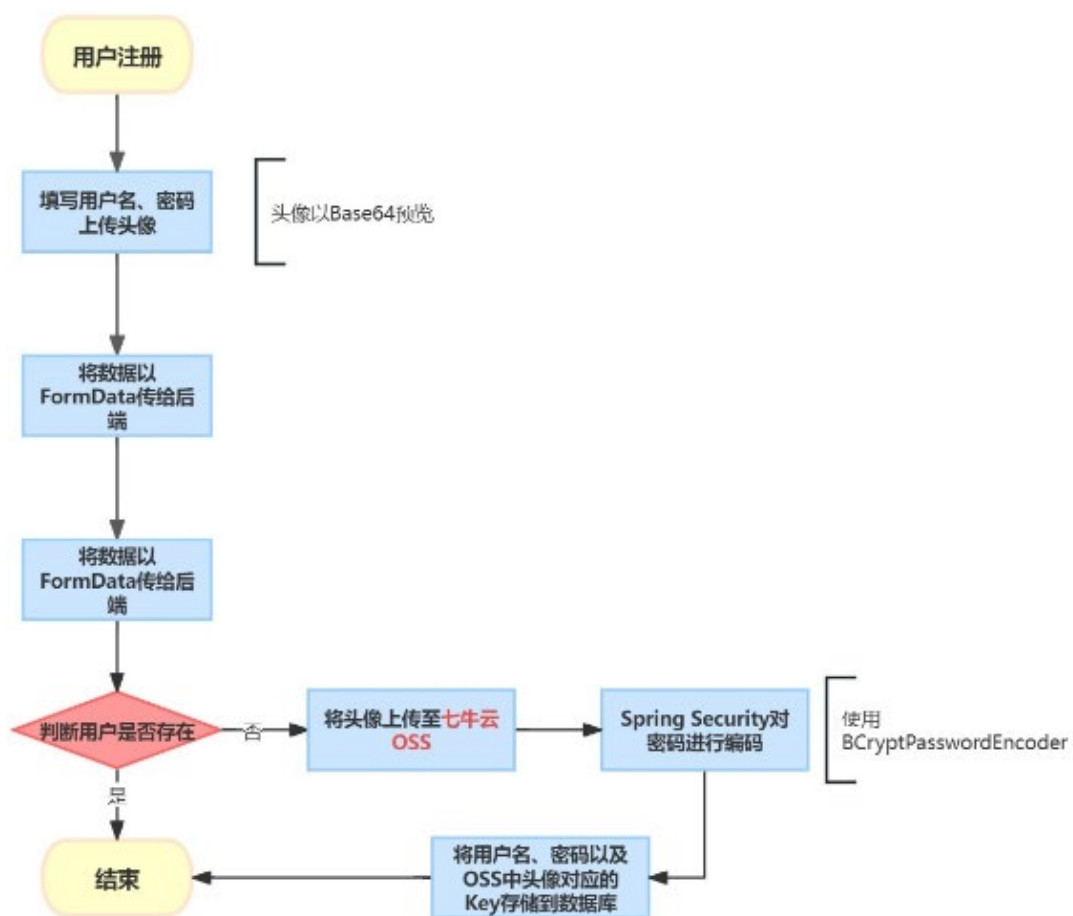 用户注册
填写用户名、密码
上传头像
头像以Base64预览
将数据以
FormData传给后
端
将数据以
FormData传给后
端
判断用户是否存在
否
将头像上传至七牛云
OSS
Spring Security对
密码进行编码
使用
BCryptPasswordEncoder
是
结束
将用户名、密码以及
OSS中头像对应的
Key存储到数据库